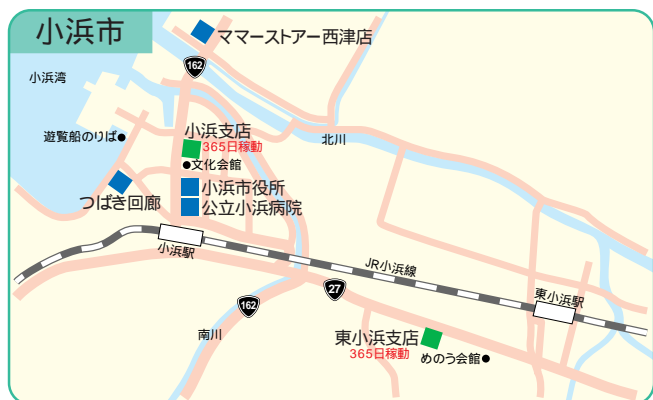 小浜市
ママーストアー西津店
162
小浜湾
小浜支店
365日稼動
遊覧船のりば
北川
文化会館
小浜市役所
つばき回廊
公立小浜病院
小浜駅
JR小浜線
27
東小浜駅
162
南川
東小浜支店
365日稼動
めのう会館